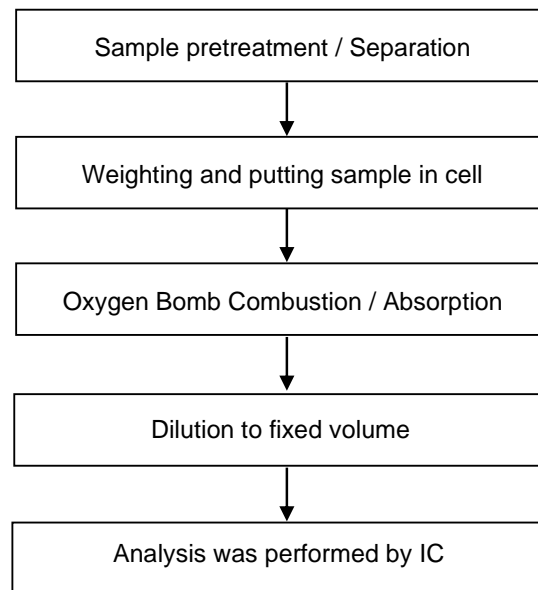 Sample pretreatment / Separation
Weighting and putting sample in cell
Oxygen Bomb Combustion / Absorption
Dilution to fixed volume
Analysis was performed by IC